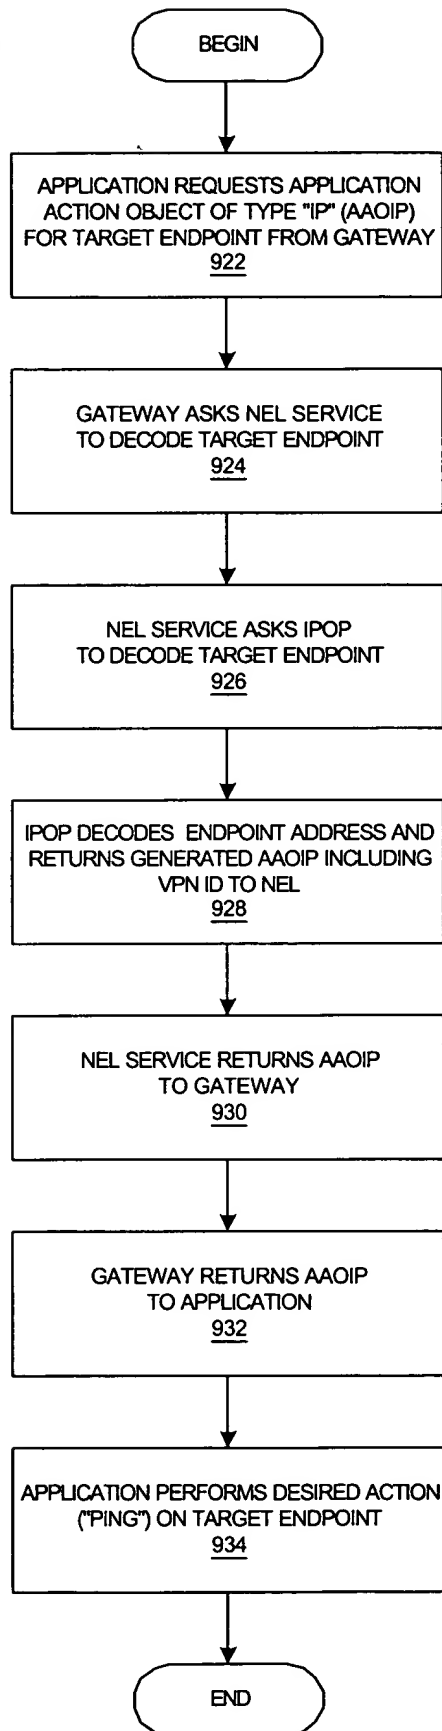 BEGIN
APPLICATION REQUESTS APPLICATION
ACTION OBJECT OF TYPE "IP" (AAOIP)
FOR TARGET ENDPOINT FROM GATEWAY
922
GATEWAY ASKS NEL SERVICE
TO DECODE TARGET ENDPOINT
924
NEL SERVICE ASKS IPOP
TO DECODE TARGET ENDPOINT
926
IPOP DECODES ENDPOINT ADDRESS AND
RETURNS GENERATED AAOIP INCLUDING
VPN ID TO NEL
928
NEL SERVICE RETURNS AAOIP
TO GATEWAY
930
GATEWAY RETURNS AAOIP
TO APPLICATION
932
APPLICATION PERFORMS DESIRED ACTION
("PING") ON TARGET ENDPOINT
934
END